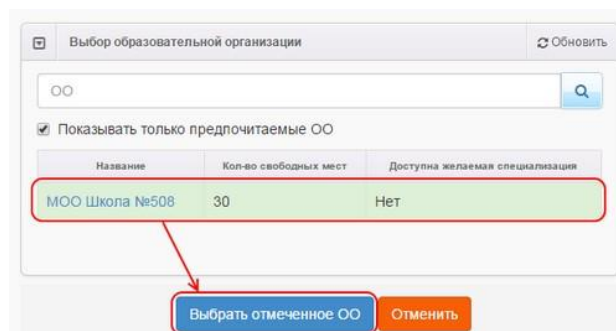 Выбор образовательной организации
Обновить
ОО
Показывать только предпочитаемые ОО
Название Кол-во свободных мест Доступна желаемая специализация
МОО Школа №508 30 Нет
Выбрать отмеченное ОО Отменить